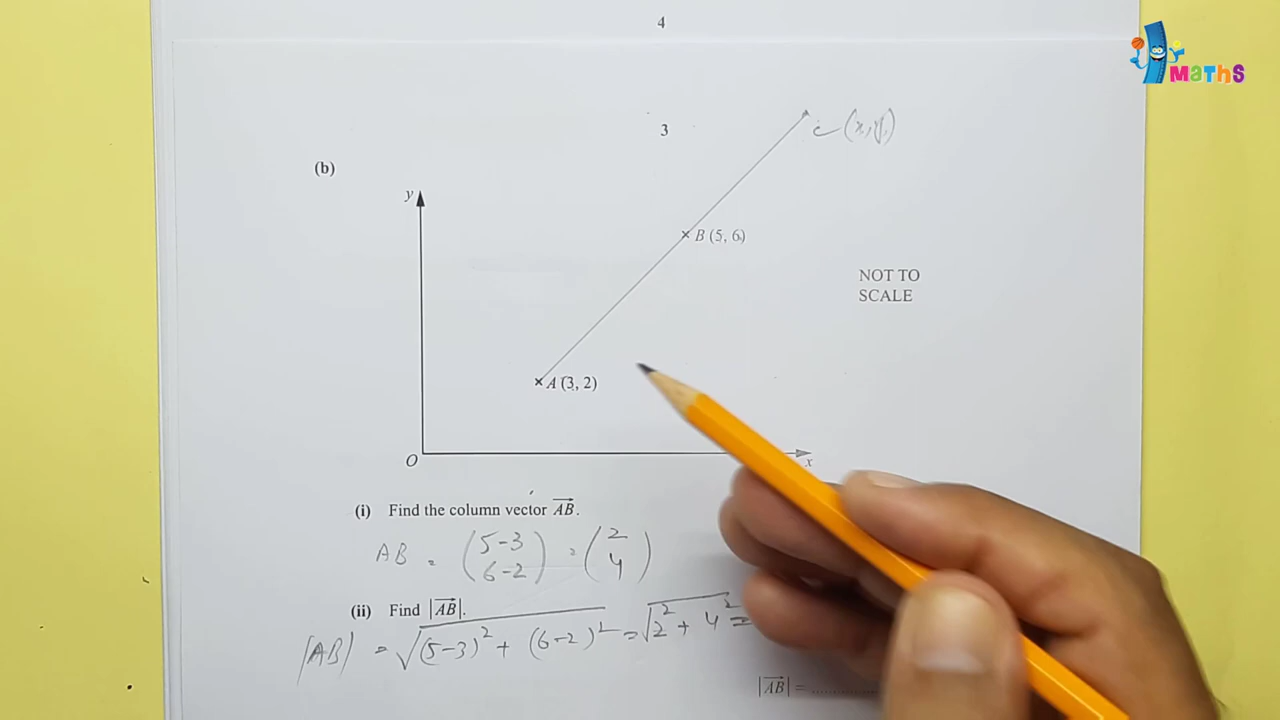 4
MaTHS
3
C (x, y)
(b)
y
B (5, 6)
NOT TO
SCALE
A (3, 2)
O
x
(i) Find the column vector AB.
AB = (5-3 6-2) = (2 4)
(ii) Find |AB|.
|AB| = √(5-3)² + (6-2)² = √2² + 4² =
|AB| = ............